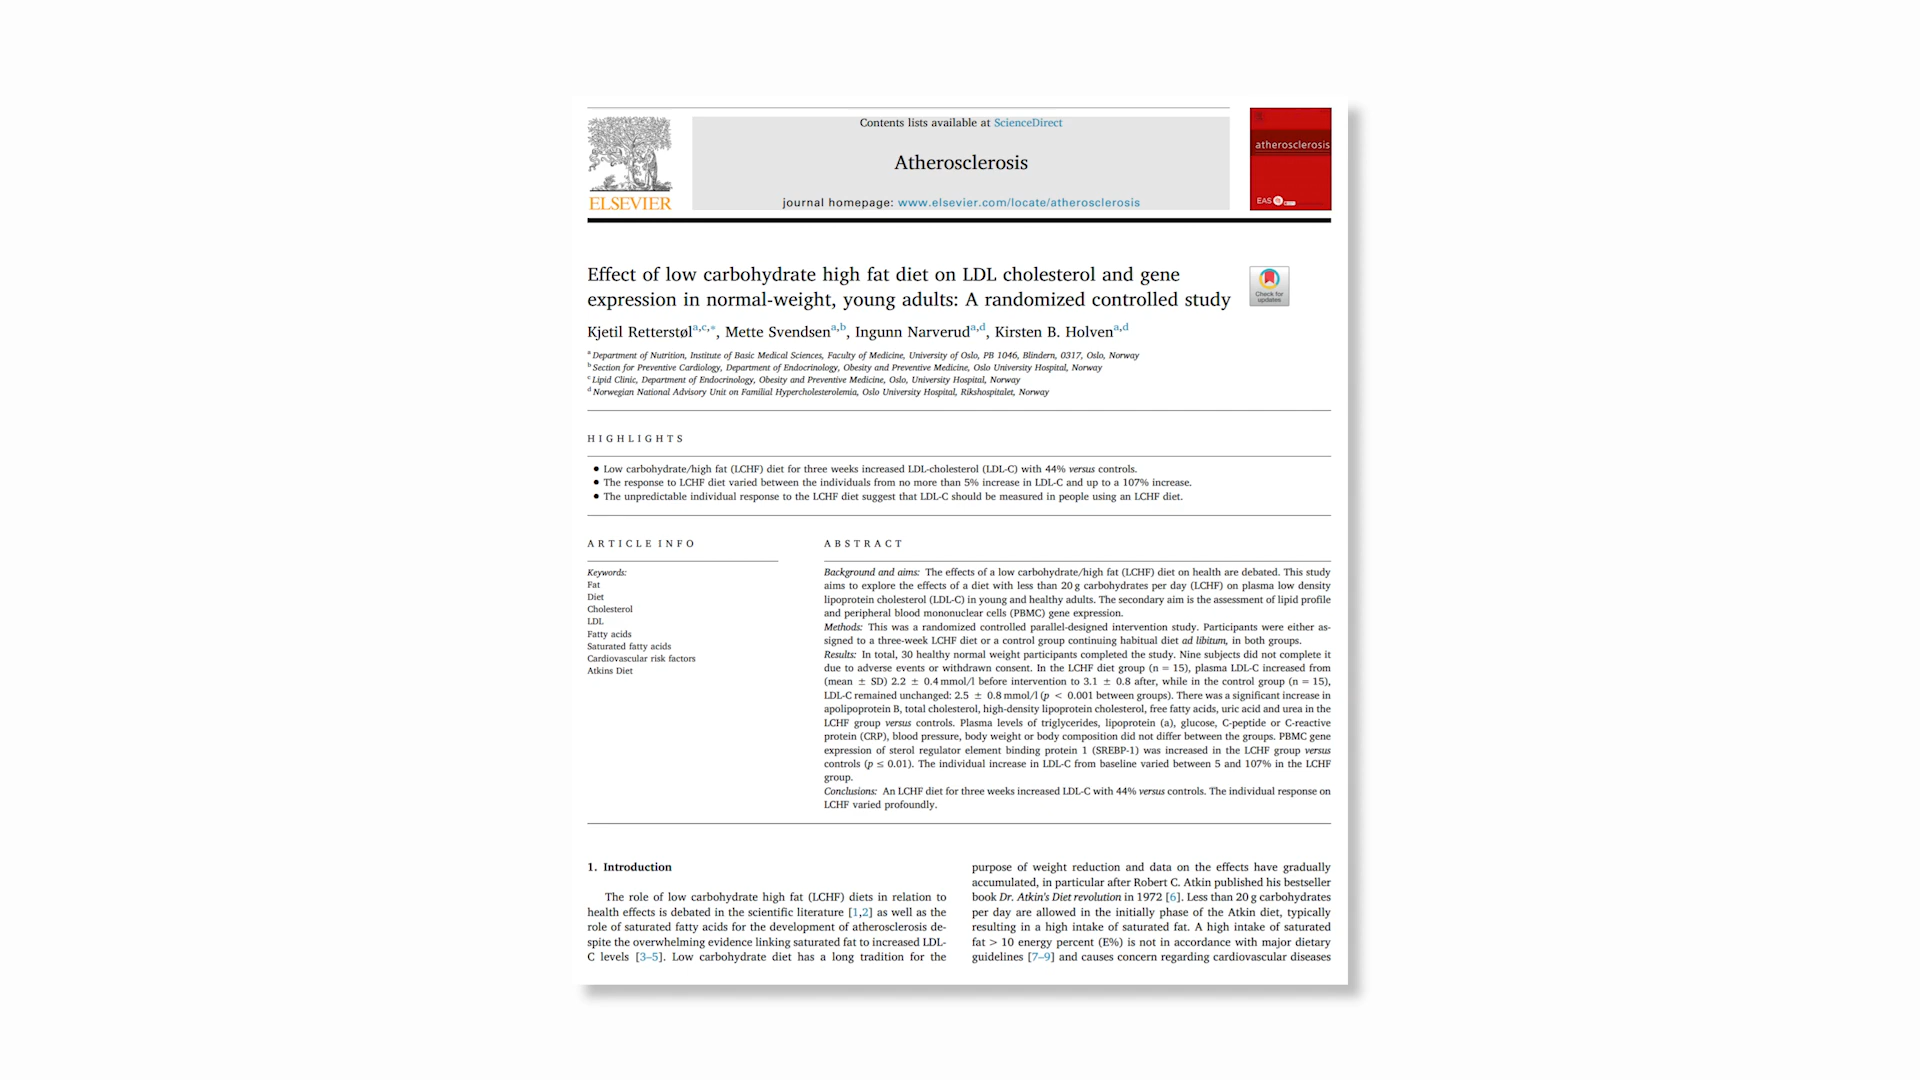 Contents lists available at ScienceDirect
Atherosclerosis
journal homepage: www.elsevier.com/locate/atherosclerosis
ELSEVIER
atherosclerosis
EAS
Effect of low carbohydrate high fat diet on LDL cholesterol and gene
expression in normal-weight, young adults: A randomized controlled study
Check for
updates
Kjetil Retterstøl a,c,*, Mette Svendsen a,b, Ingunn Narverud a,d, Kirsten B. Holven a,d
a Department of Nutrition, Institute of Basic Medical Sciences, Faculty of Medicine, University of Oslo, PB 1046, Blindern, 0317, Oslo, Norway
b Section for Preventive Cardiology, Department of Endocrinology, Obesity and Preventive Medicine, Oslo University Hospital, Norway
c Lipid Clinic, Department of Endocrinology, Obesity and Preventive Medicine, Oslo, University Hospital, Norway
d Norwegian National Advisory Unit on Familial Hypercholesterolemia, Oslo University Hospital, Rikshospitalet, Norway
HIGHLIGHTS
● Low carbohydrate/high fat (LCHF) diet for three weeks increased LDL-cholesterol (LDL-C) with 44% versus controls.
● The response to LCHF diet varied between the individuals from no more than 5% increase in LDL-C and up to a 107% increase.
● The unpredictable individual response to the LCHF diet suggest that LDL-C should be measured in people using an LCHF diet.
ARTICLE INFO
Keywords:
Fat
Diet
Cholesterol
LDL
Fatty acids
Saturated fatty acids
Cardiovascular risk factors
Atkins Diet
ABSTRACT
Background and aims: The effects of a low carbohydrate/high fat (LCHF) diet on health are debated. This study
aims to explore the effects of a diet with less than 20 g carbohydrates per day (LCHF) on plasma low density
lipoprotein cholesterol (LDL-C) in young and healthy adults. The secondary aim is the assessment of lipid profile
and peripheral blood mononuclear cells (PBMC) gene expression.
Methods: This was a randomized controlled parallel-designed intervention study. Participants were either as-
signed to a three-week LCHF diet or a control group continuing habitual diet ad libitum, in both groups.
Results: In total, 30 healthy normal weight participants completed the study. Nine subjects did not complete it
due to adverse events or withdrawn consent. In the LCHF diet group (n = 15), plasma LDL-C increased from
(mean ± SD) 2.2 ± 0.4 mmol/l before intervention to 3.1 ± 0.8 after, while in the control group (n = 15),
LDL-C remained unchanged: 2.5 ± 0.8 mmol/l (p < 0.001 between groups). There was a significant increase in
apolipoprotein B, total cholesterol, high-density lipoprotein cholesterol, free fatty acids, uric acid and urea in the
LCHF group versus controls. Plasma levels of triglycerides, lipoprotein (a), glucose, C-peptide or C-reactive
protein (CRP), blood pressure, body weight or body composition did not differ between the groups. PBMC gene
expression of sterol regulator element binding protein 1 (SREBP-1) was increased in the LCHF group versus
controls (p ≤ 0.01). The individual increase in LDL-C from baseline varied between 5 and 107% in the LCHF
group.
Conclusions: An LCHF diet for three weeks increased LDL-C with 44% versus controls. The individual response on
LCHF varied profoundly.
1. Introduction
The role of low carbohydrate high fat (LCHF) diets in relation to
health effects is debated in the scientific literature [1,2] as well as the
role of saturated fatty acids for the development of atherosclerosis de-
spite the overwhelming evidence linking saturated fat to increased LDL-
C levels [3–5]. Low carbohydrate diet has a long tradition for the
purpose of weight reduction and data on the effects have gradually
accumulated, in particular after Robert C. Atkin published his bestseller
book Dr. Atkin's Diet revolution in 1972 [6]. Less than 20 g carbohydrates
per day are allowed in the initially phase of the Atkin diet, typically
resulting in a high intake of saturated fat. A high intake of saturated
fat > 10 energy percent (E%) is not in accordance with major dietary
guidelines [7–9] and causes concern regarding cardiovascular diseases